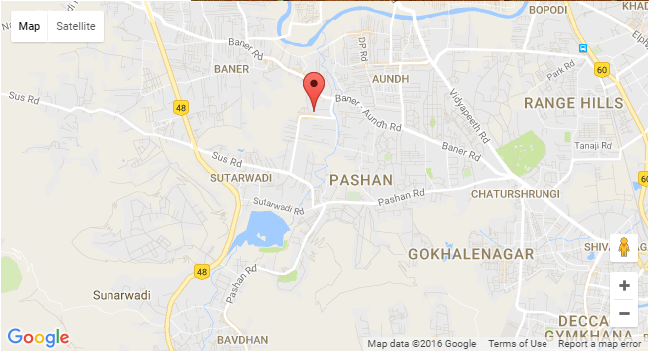 BOPODI
KHAD
Map
Satellite
Baner Rd
DP Rd
Elph
BANER
AUNDH
Park Rd
60
Sus Rd
48
Baner - Aundh Rd
Vidyapeeth Rd
RANGE HILLS
Baner Rd
Tanaji Rd
Sus Rd
SUTARWADI
PASHAN
60
Pashan Rd
CHATURSHRUNGI
Sutarwadi Rd
SHIVA NAG
GOKHALENAGAR
48
Pashan Rd
Sunarwadi
+
−
DECCA
GYMKHANA
BAVDHAN
Google
Map data ©2016 Google
Terms of Use
Report a map error